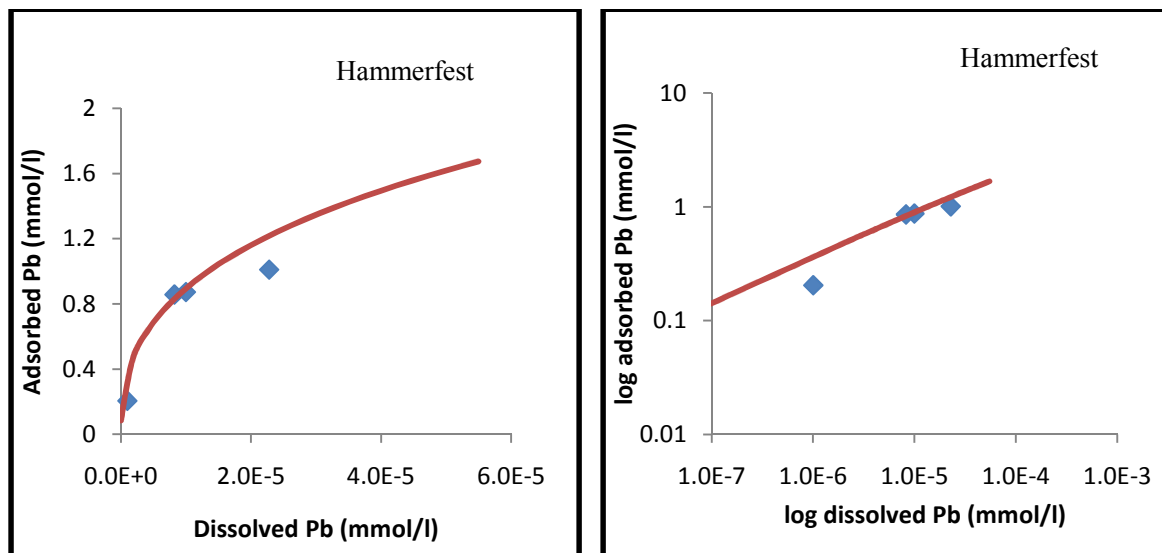 Hammerfest
Adsorbed Pb (mmol/l)
2
1.6
1.2
0.8
0.4
0
0.0E+0 2.0E-5 4.0E-5 6.0E-5
Dissolved Pb (mmol/l)
Hammerfest
log adsorbed Pb (mmol/l)
10
1
0.1
0.01
1.0E-7 1.0E-6 1.0E-5 1.0E-4 1.0E-3
log dissolved Pb (mmol/l)